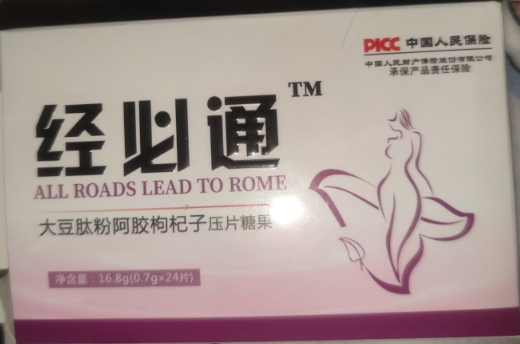 PICC 中国人民保险
中国人民财产保险股份有限公司
承保产品责任保险
经必通™
ALL ROADS LEAD TO ROME
大豆肽粉阿胶枸杞子压片糖果
净含量：16.8g(0.7g×24片)